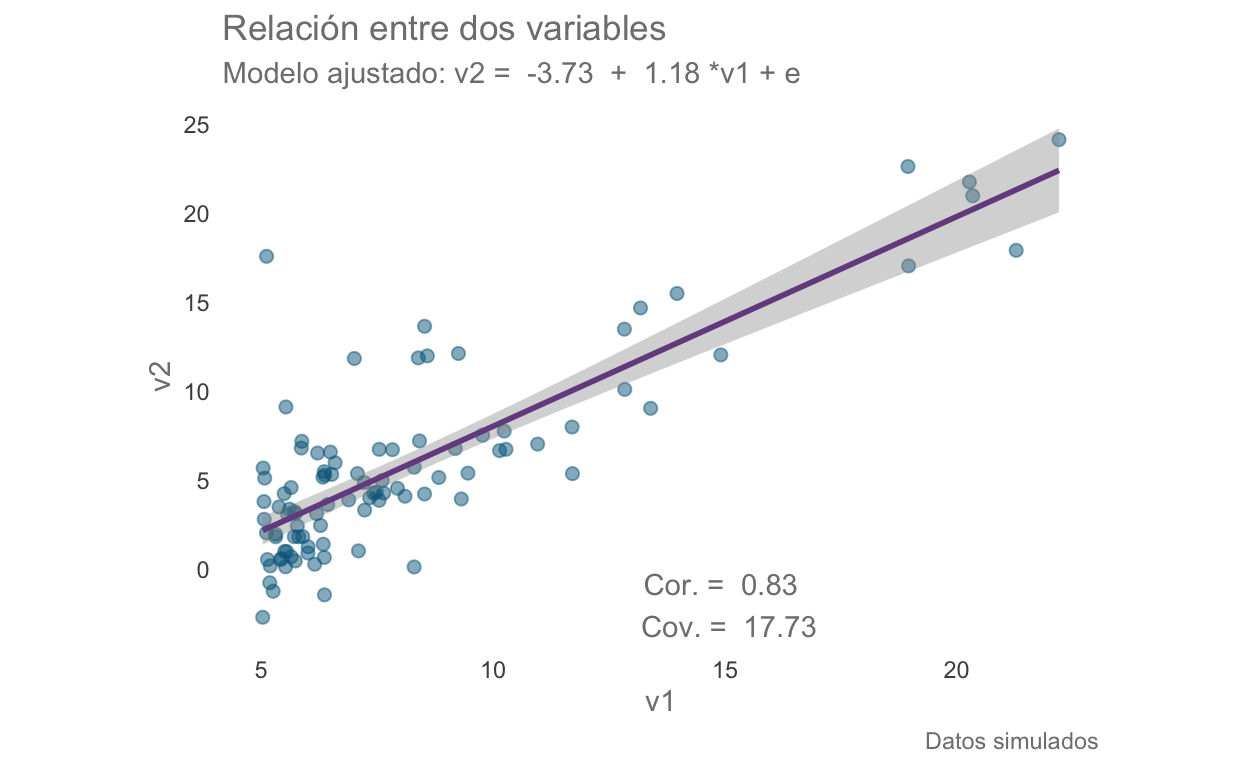 Relación entre dos variables
Modelo ajustado: v2 =  -3.73  +  1.18 *v1 + e
25
20
15
10
5
0
v2
Cor. =  0.83
Cov. =  17.73
5 10 15 20
v1
Datos simulados